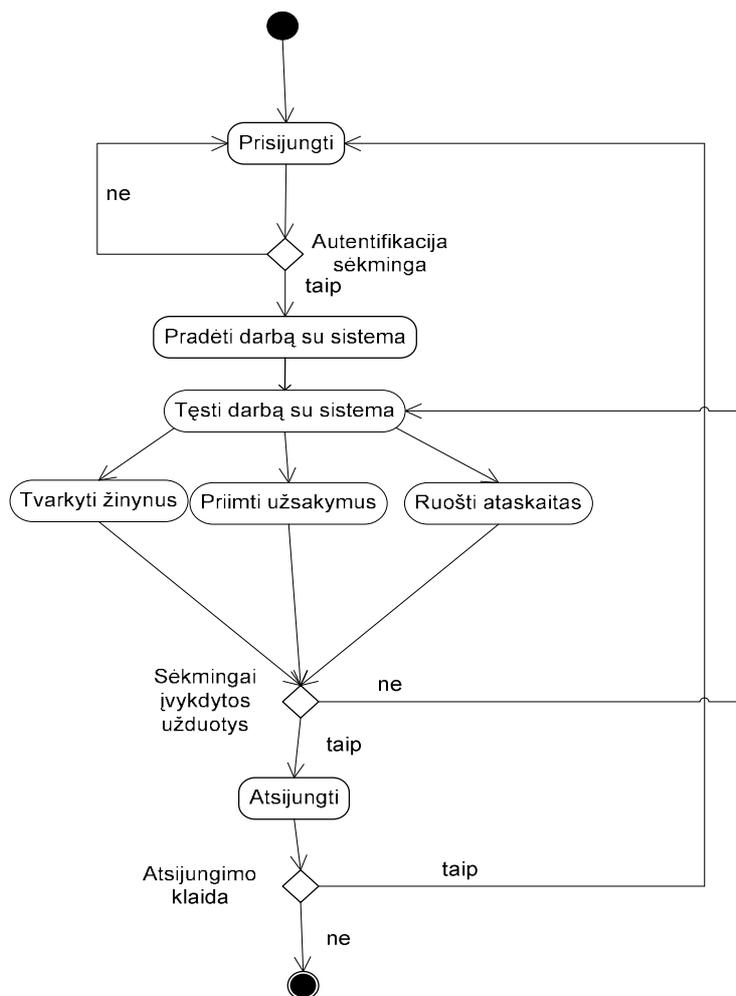 Prisijungti
ne
Autentifikacija
sėkminga
taip
Pradėti darbą su sistema
Tęsti darbą su sistema
Tvarkyti žinynus
Priimti užsakymus
Ruošti ataskaitas
Sėkmingai
įvykdytos
užduotys
ne
taip
Atsijungti
Atsijungimo
klaida
taip
ne